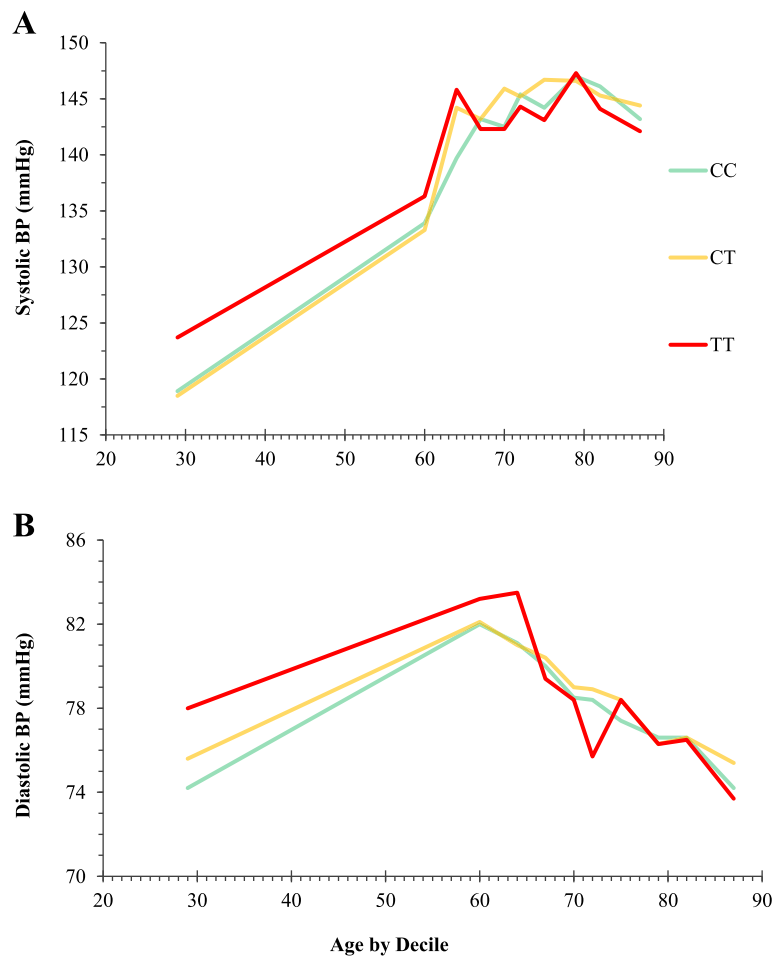 A
Systolic BP (mmHg)
150
145
140
135
130
125
120
115
20 30 40 50 60 70 80 90
CC
CT
TT
B
Diastolic BP (mmHg)
86
82
78
74
70
20 30 40 50 60 70 80 90
Age by Decile